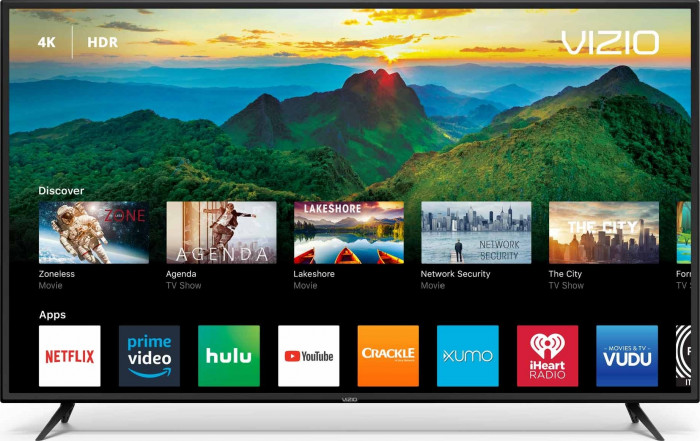 4K HDR
VIZIO
Discover
ZONE
AGENDA
LAKESHORE
NETWORK
SECURITY
THE CITY
Zoneless
Movie
Agenda
TV Show
Lakeshore
Movie
Network Security
Movie
The City
TV Show
TV S
Apps
NETFLIX
prime
video
hulu
YouTube
CRACKLE
XUMO
iHeart
RADIO
MOVIES & TV
VUDU
VIZIO